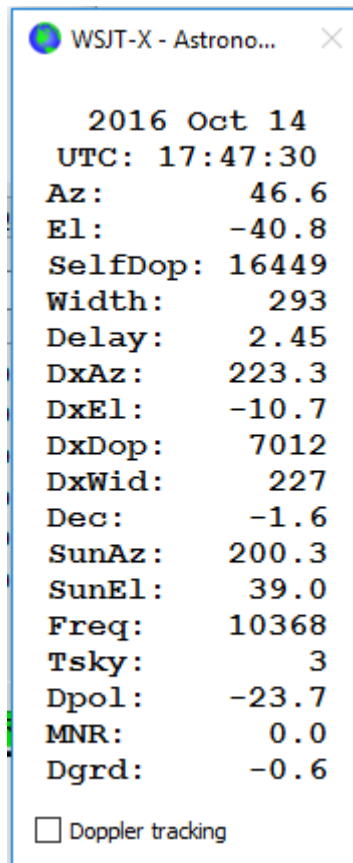 WSJT-X - Astrono...
2016 Oct 14
UTC: 17:47:30
Az: 46.6
El: -40.8
SelfDop: 16449
Width: 293
Delay: 2.45
DxAz: 223.3
DxEl: -10.7
DxDop: 7012
DxWid: 227
Dec: -1.6
SunAz: 200.3
SunEl: 39.0
Freq: 10368
Tsky: 3
Dpol: -23.7
MNR: 0.0
Dgrd: -0.6
Doppler tracking